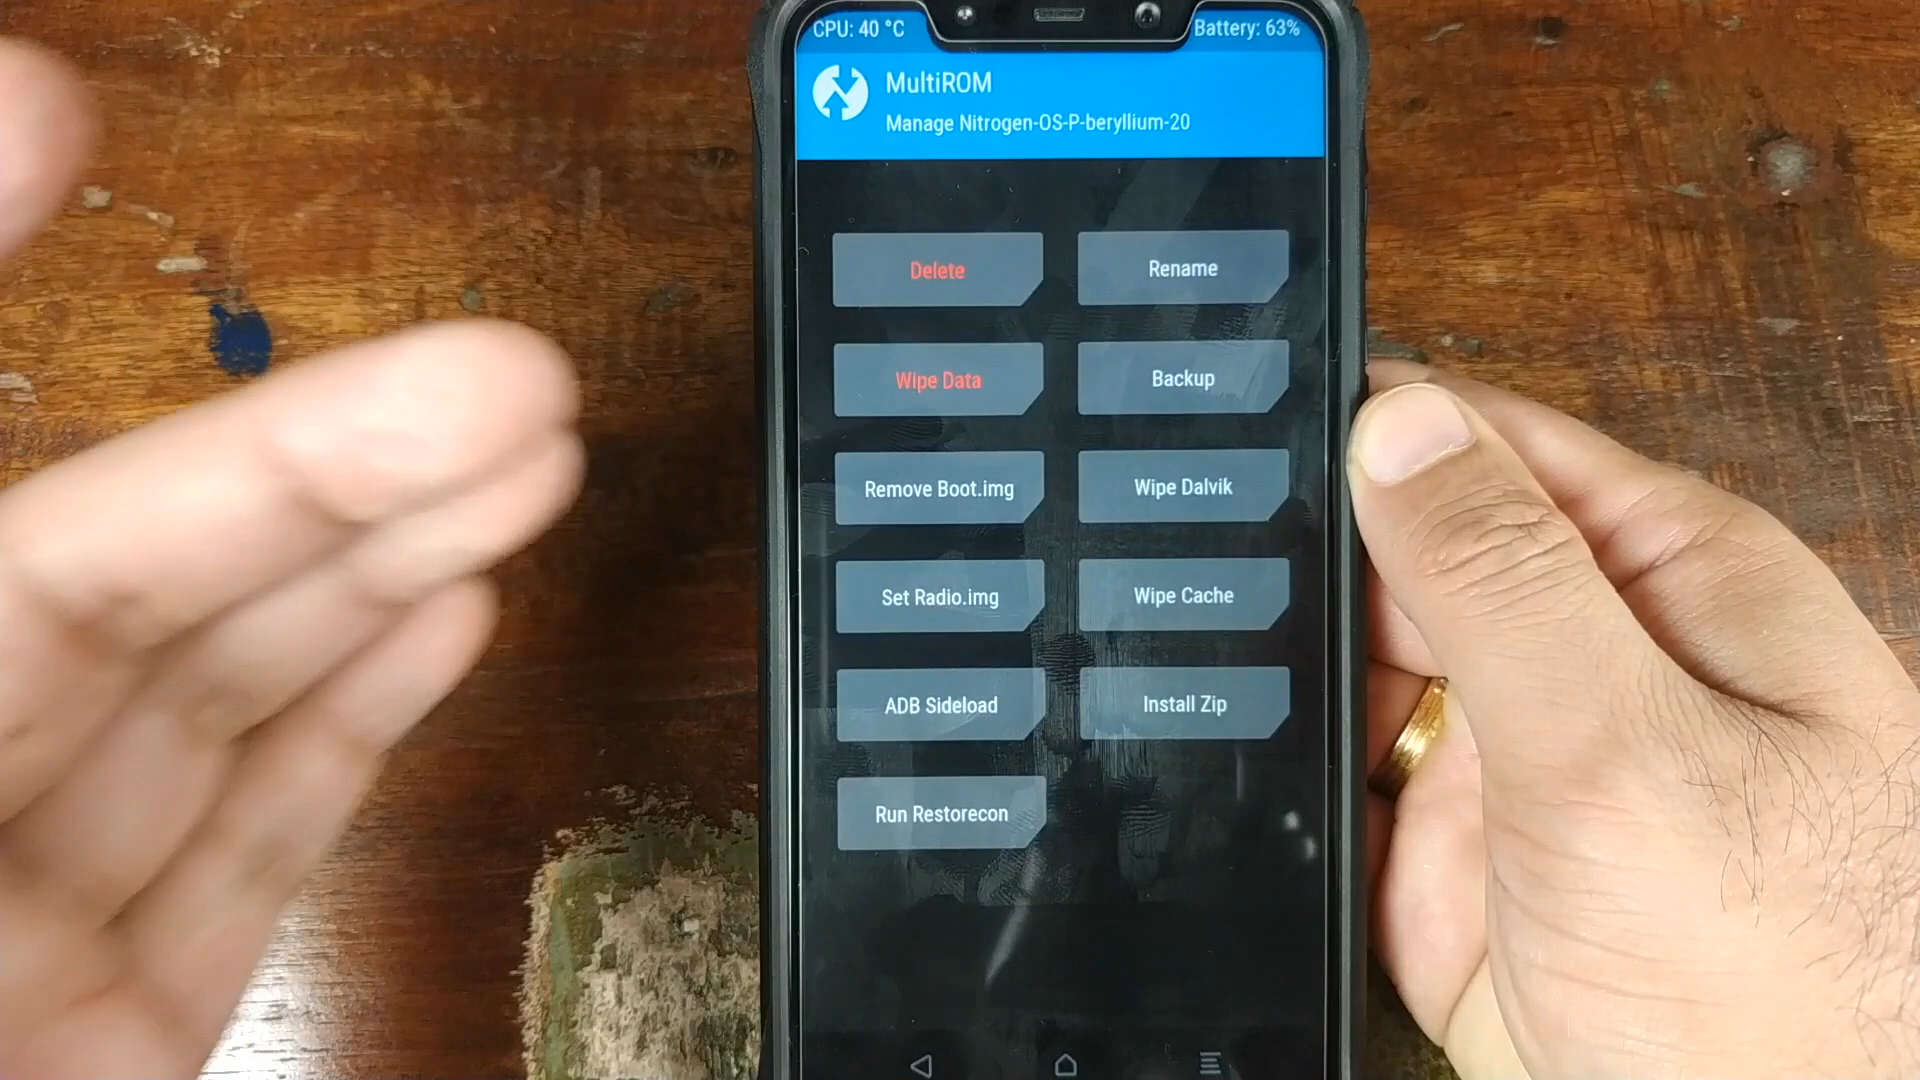 CPU: 40 °C
Battery: 63%
MultiROM
Manage Nitrogen-OS-P-beryllium-20
Delete
Rename
Wipe Data
Backup
Remove Boot.img
Wipe Dalvik
Set Radio.img
Wipe Cache
ADB Sideload
Install Zip
Run Restorecon